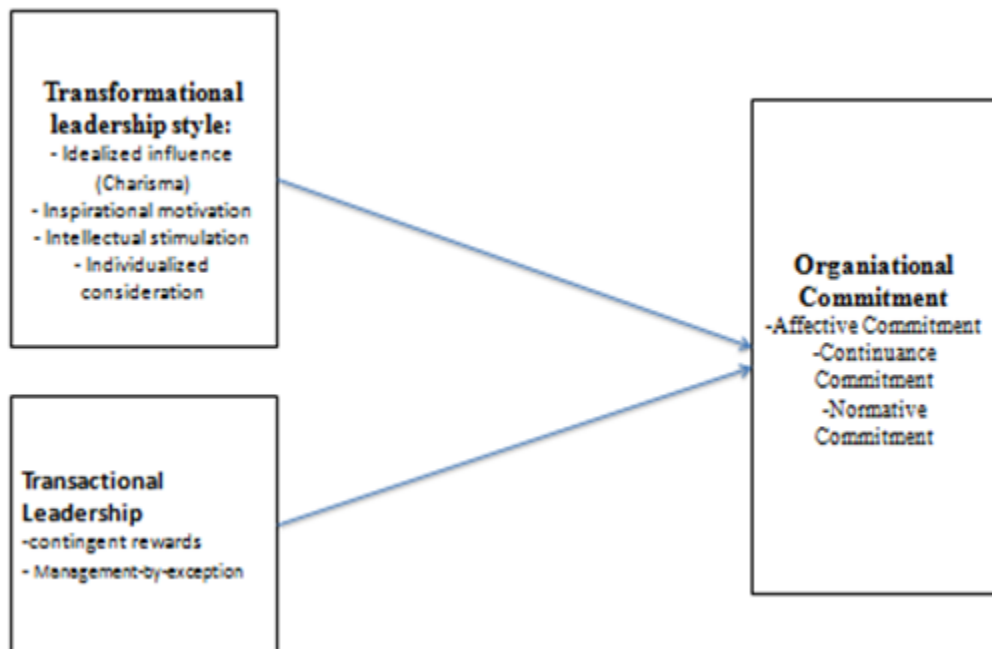 Transformational
leadership style:
- Idealized influence
(Charisma)
- Inspirational motivation
- Intellectual stimulation
- Individualized
consideration
Transactional
Leadership
-contingent rewards
- Management-by-exception
Organiational
Commitment
-Affective Commitment
-Continuance
Commitment
-Normative
Commitment